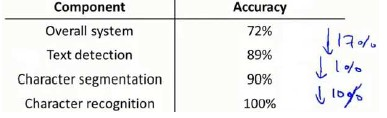 Component Accuracy
Overall system 72%
Text detection 89%
Character segmentation 90%
Character recognition 100%
↓ 17%
↓ 1%
↓ 10%